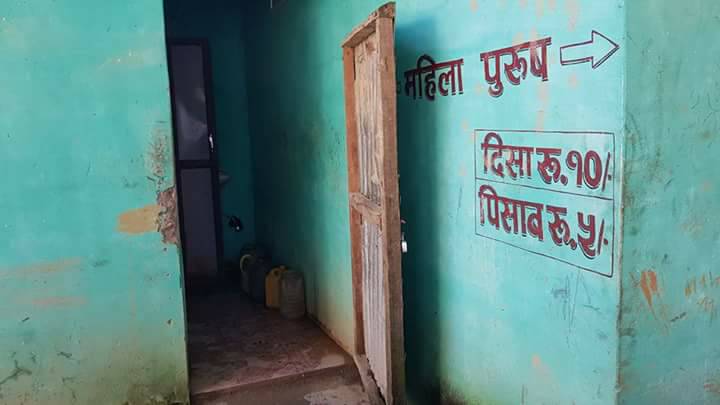 महिला पुरूष
दिसा रू.१०/-
पिसाब रू.५/-